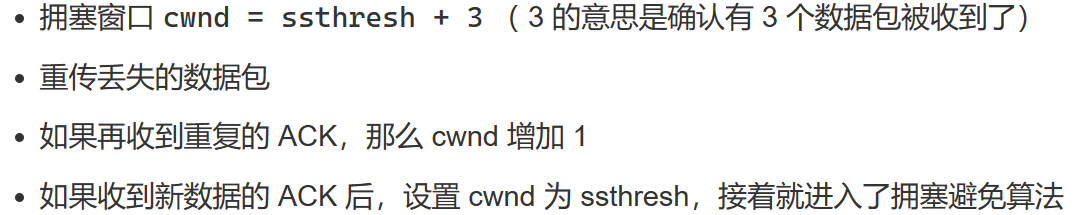 • 拥塞窗口 cwnd = ssthresh + 3 （ 3 的意思是确认有 3 个数据包被收到了）
• 重传丢失的数据包
• 如果再收到重复的 ACK，那么 cwnd 增加 1
• 如果收到新数据的 ACK 后，设置 cwnd 为 ssthresh，接着就进入了拥塞避免算法